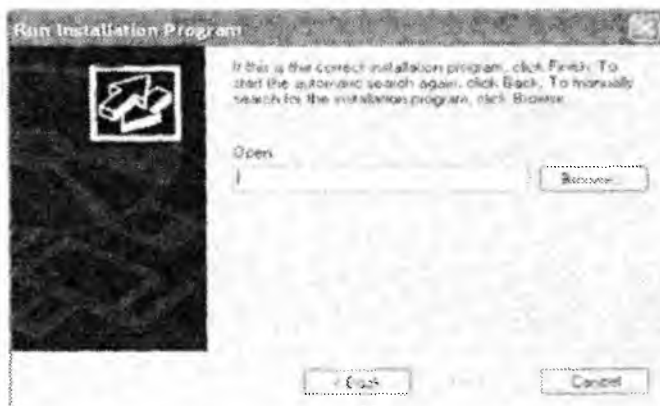 Run Installation Program
If this is the correct installation program, click Finish. To
start the automatic search again, click Back. To manually
search for the installation program, click Browse.
Open:
Browse...
< Back
Cancel